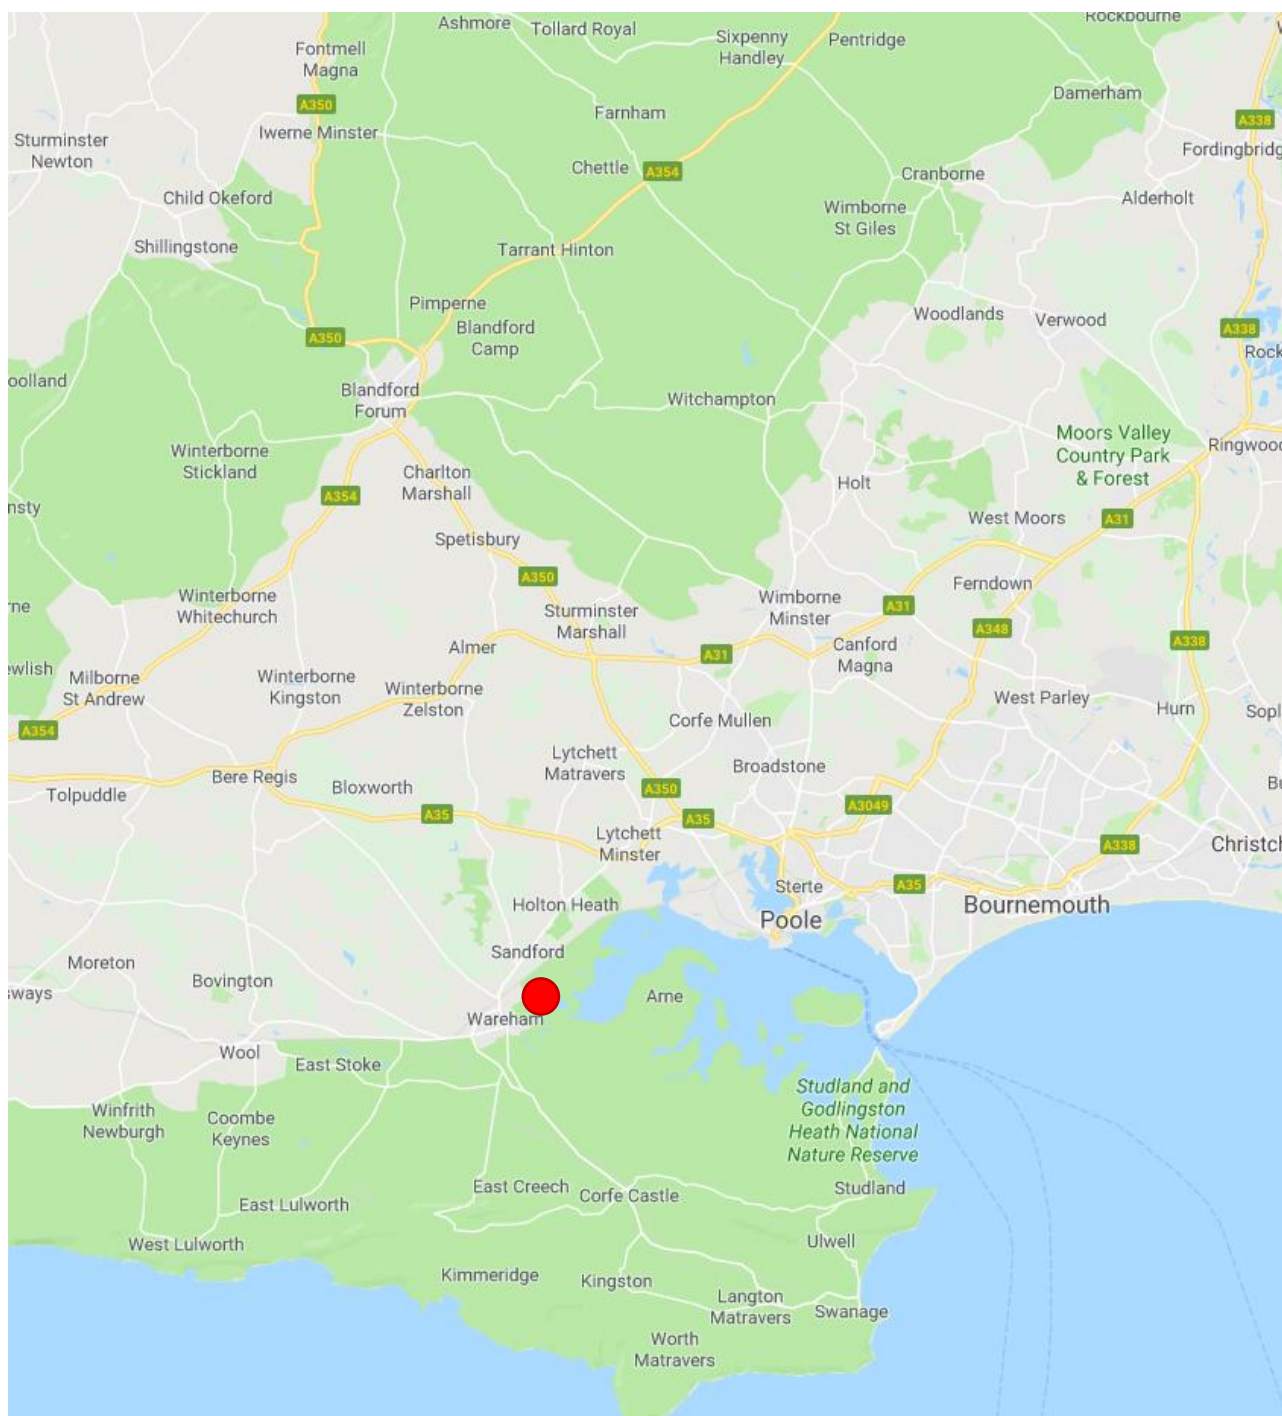 Ashmore
Tollard Royal
Sixpenny
Handley
Pentridge
Rockbourne
Fontmell
Magna
A350
Iwerne Minster
Farnham
Damerham
A338
Sturminster
Newton
Fordingbridg
Chettle
A354
Cranborne
Child Okeford
Alderholt
Wimborne
St Giles
Shillingstone
Tarrant Hinton
Pimperne
Woodlands
Verwood
A338
Blandford
Camp
A350
Rock
oolland
Blandford
Forum
Witchampton
Moors Valley
Country Park
& Forest
Ringwood
Winterborne
Stickland
Charlton
Marshall
Holt
A354
nsty
West Moors
A31
Spetisbury
A350
Ferndown
rne
Winterborne
Whitechurch
Sturminster
Marshall
Wimborne
Minster
A31
A348
A338
Almer
A31
Canford
Magna
ewlish
Milborne
St Andrew
Winterborne
Kingston
Winterborne
Zelston
West Parley
Hurn
Sopl
A354
Corfe Mullen
Lytchett
Matravers
Broadstone
Bere Regis
Bloxworth
A350
Tolpuddle
A35
A35
A3049
Lytchett
Minster
A338
Christch
Sterte
A35
Holton Heath
Poole
Bournemouth
Sandford
Moreton
Bovington
sways
Arne
Wareham
Wool
East Stoke
Studland and
Godlingston
Heath National
Nature Reserve
Winfrith
Newburgh
Coombe
Keynes
East Creech
Corfe Castle
Studland
East Lulworth
West Lulworth
Ulwell
Kimmeridge
Kingston
Langton
Matravers
Swanage
Worth
Matravers